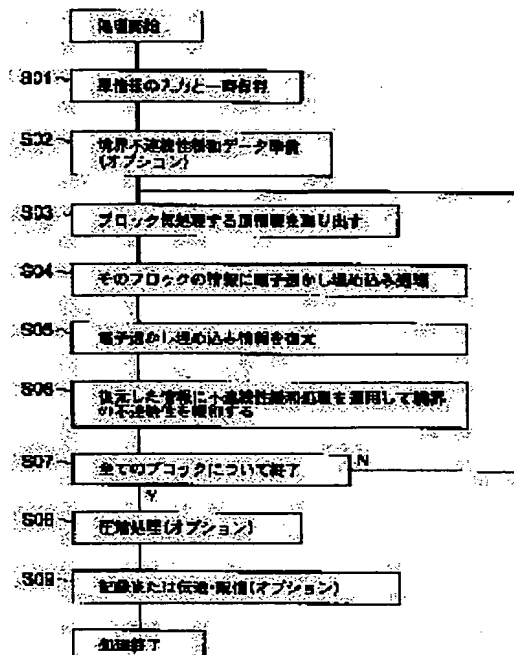 処理開始
S01 原情報の入力と一時保存
S02 境界不連続性緩和データ準備
(オプション)
S03 ブロック毎処理する原情報を取り出す
S04 そのブロックの情報に電子透かし埋め込み処理
S05 電子透かし埋め込み情報を復元
S06 復元した情報に不連続性緩和処理を適用して境界
の不連続性を緩和する
S07 全てのブロックについて終了 N
Y
S08 圧縮処理(オプション)
S09 記録または伝送・配信(オプション)
処理終了